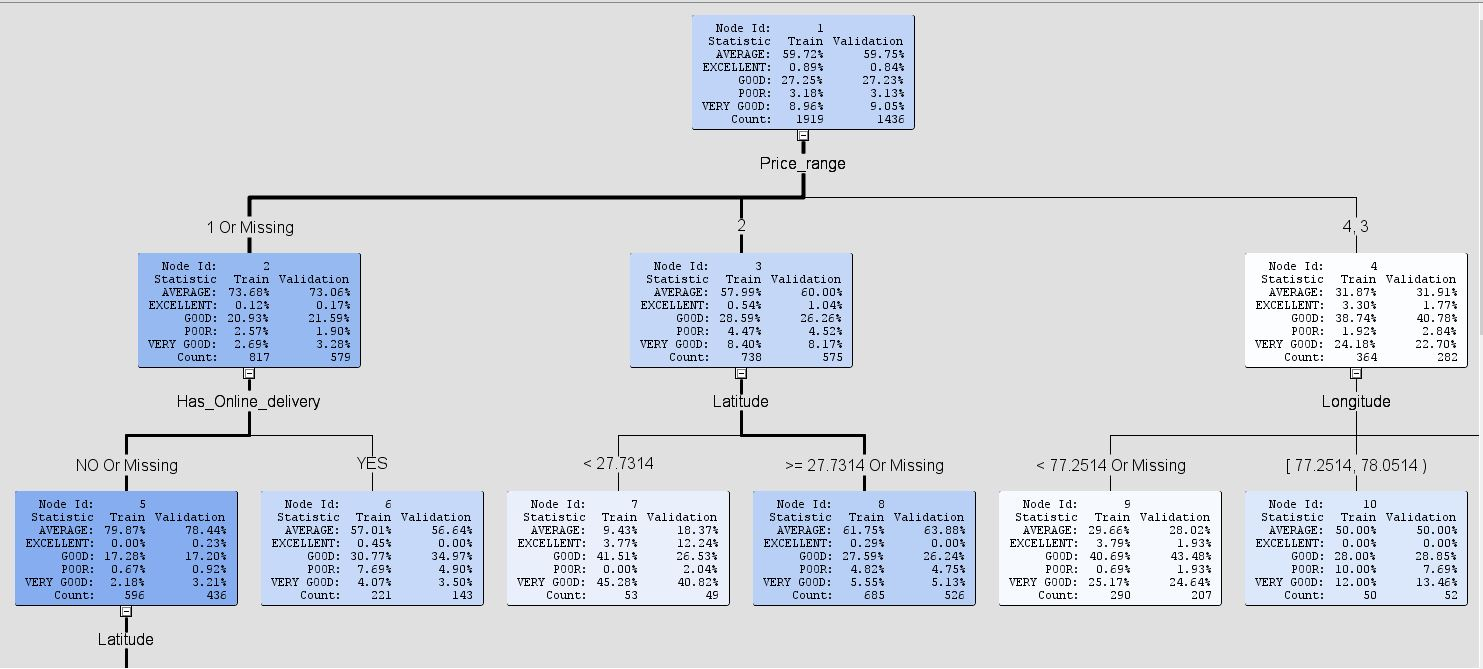 Node Id: 1
Statistic Train Validation
AVERAGE: 59.72% 59.75%
EXCELLENT: 0.89% 0.84%
GOOD: 27.25% 27.23%
POOR: 3.18% 3.13%
VERY GOOD: 8.96% 9.05%
Count: 1919 1436
Price_range
1 Or Missing
2
4, 3
Node Id: 2
Statistic Train Validation
AVERAGE: 73.68% 73.06%
EXCELLENT: 0.12% 0.17%
GOOD: 20.93% 21.59%
POOR: 2.57% 1.90%
VERY GOOD: 2.69% 3.28%
Count: 817 579
Node Id: 3
Statistic Train Validation
AVERAGE: 57.99% 60.00%
EXCELLENT: 0.54% 1.04%
GOOD: 28.59% 26.26%
POOR: 4.47% 4.52%
VERY GOOD: 8.40% 8.17%
Count: 738 575
Node Id: 4
Statistic Train Validation
AVERAGE: 31.87% 31.91%
EXCELLENT: 3.30% 1.77%
GOOD: 38.74% 40.78%
POOR: 1.92% 2.84%
VERY GOOD: 24.18% 22.70%
Count: 364 282
Has_Online_delivery
Latitude
Longitude
NO Or Missing
YES
< 27.7314
>= 27.7314 Or Missing
< 77.2514 Or Missing
[ 77.2514, 78.0514 )
Node Id: 5
Statistic Train Validation
AVERAGE: 79.87% 78.44%
EXCELLENT: 0.00% 0.23%
GOOD: 17.28% 17.20%
POOR: 0.67% 0.92%
VERY GOOD: 2.18% 3.21%
Count: 596 436
Node Id: 6
Statistic Train Validation
AVERAGE: 57.01% 56.64%
EXCELLENT: 0.45% 0.00%
GOOD: 30.77% 34.97%
POOR: 7.69% 4.90%
VERY GOOD: 4.07% 3.50%
Count: 221 143
Node Id: 7
Statistic Train Validation
AVERAGE: 9.43% 18.37%
EXCELLENT: 3.77% 12.24%
GOOD: 41.51% 26.53%
POOR: 0.00% 2.04%
VERY GOOD: 45.28% 40.82%
Count: 53 49
Node Id: 8
Statistic Train Validation
AVERAGE: 61.75% 63.88%
EXCELLENT: 0.29% 0.00%
GOOD: 27.59% 26.24%
POOR: 4.82% 4.75%
VERY GOOD: 5.55% 5.13%
Count: 685 526
Node Id: 9
Statistic Train Validation
AVERAGE: 29.66% 28.02%
EXCELLENT: 3.79% 1.93%
GOOD: 40.69% 43.48%
POOR: 0.69% 1.93%
VERY GOOD: 25.17% 24.64%
Count: 290 207
Node Id: 10
Statistic Train Validation
AVERAGE: 50.00% 50.00%
EXCELLENT: 0.00% 0.00%
GOOD: 28.00% 28.85%
POOR: 10.00% 7.69%
VERY GOOD: 12.00% 13.46%
Count: 50 52
Latitude